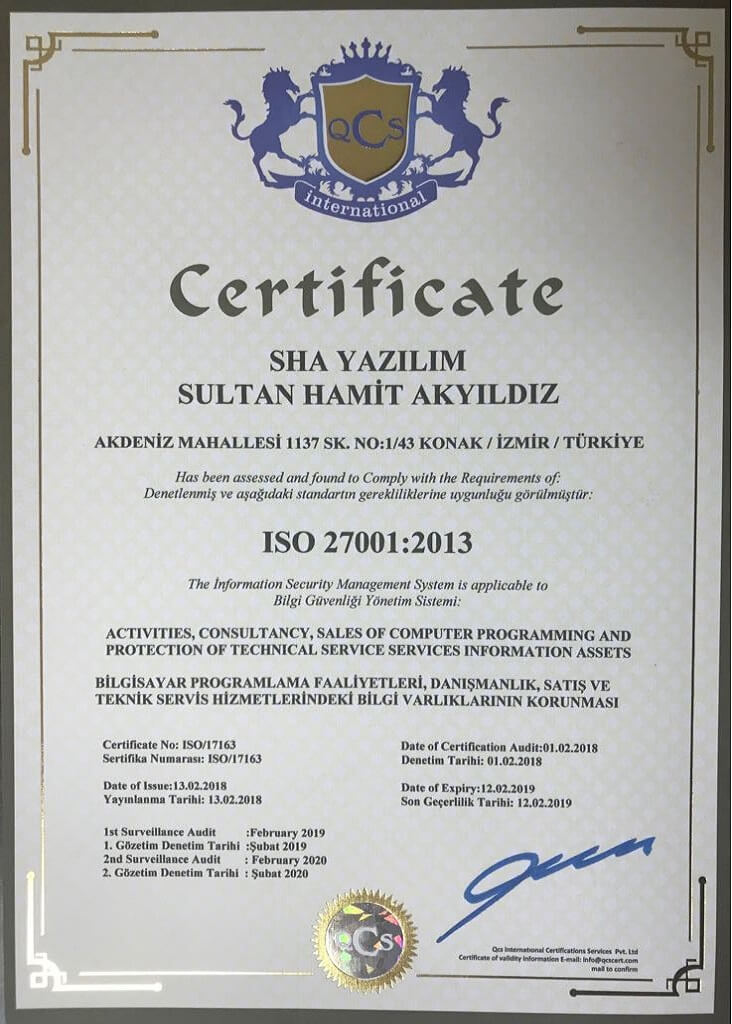 QCS
international
Certificate
SHA YAZILIM
SULTAN HAMİT AKYILDIZ
AKDENİZ MAHALLESİ 1137 SK. NO:1/43 KONAK / İZMİR / TÜRKİYE
Has been assessed and found to Comply with the Requirements of:
Denetlenmiş ve aşağıdaki standartın gerekliliklerine uygunluğu görülmüştür:
ISO 27001:2013
The İnformation Security Management System is applicable to
Bilgi Güvenliği Yönetim Sistemi:
ACTIVITIES, CONSULTANCY, SALES OF COMPUTER PROGRAMMING AND
PROTECTION OF TECHNICAL SERVICE SERVICES INFORMATION ASSETS
BİLGİSAYAR PROGRAMLAMA FAALİYETLERİ, DANIŞMANLIK, SATIŞ VE
TEKNİK SERVİS HİZMETLERİNDEKİ BİLGİ VARLIKLARININ KORUNMASI
Certificate No: ISO/17163
Sertifika Numarası: ISO/17163
Date of Certification Audit:01.02.2018
Denetim Tarihi: 01.02.2018
Date of Issue:13.02.2018
Yayınlanma Tarihi: 13.02.2018
Date of Expiry:12.02.2019
Son Geçerlilik Tarihi: 12.02.2019
1st Surveillance Audit :February 2019
1. Gözetim Denetim Tarihi :Şubat 2019
2nd Surveillance Audit : February 2020
2. Gözetim Denetim Tarihi : Şubat 2020
QCS
Qcs International Certifications Services Pvt. Ltd
Certificate of validity information E-mail: info@qcscert.com
mail to confirm